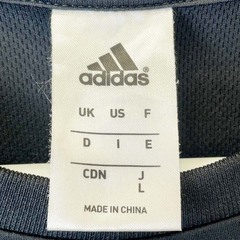 adidas®
UK US F
D I E
CDN J
L
MADE IN CHINA